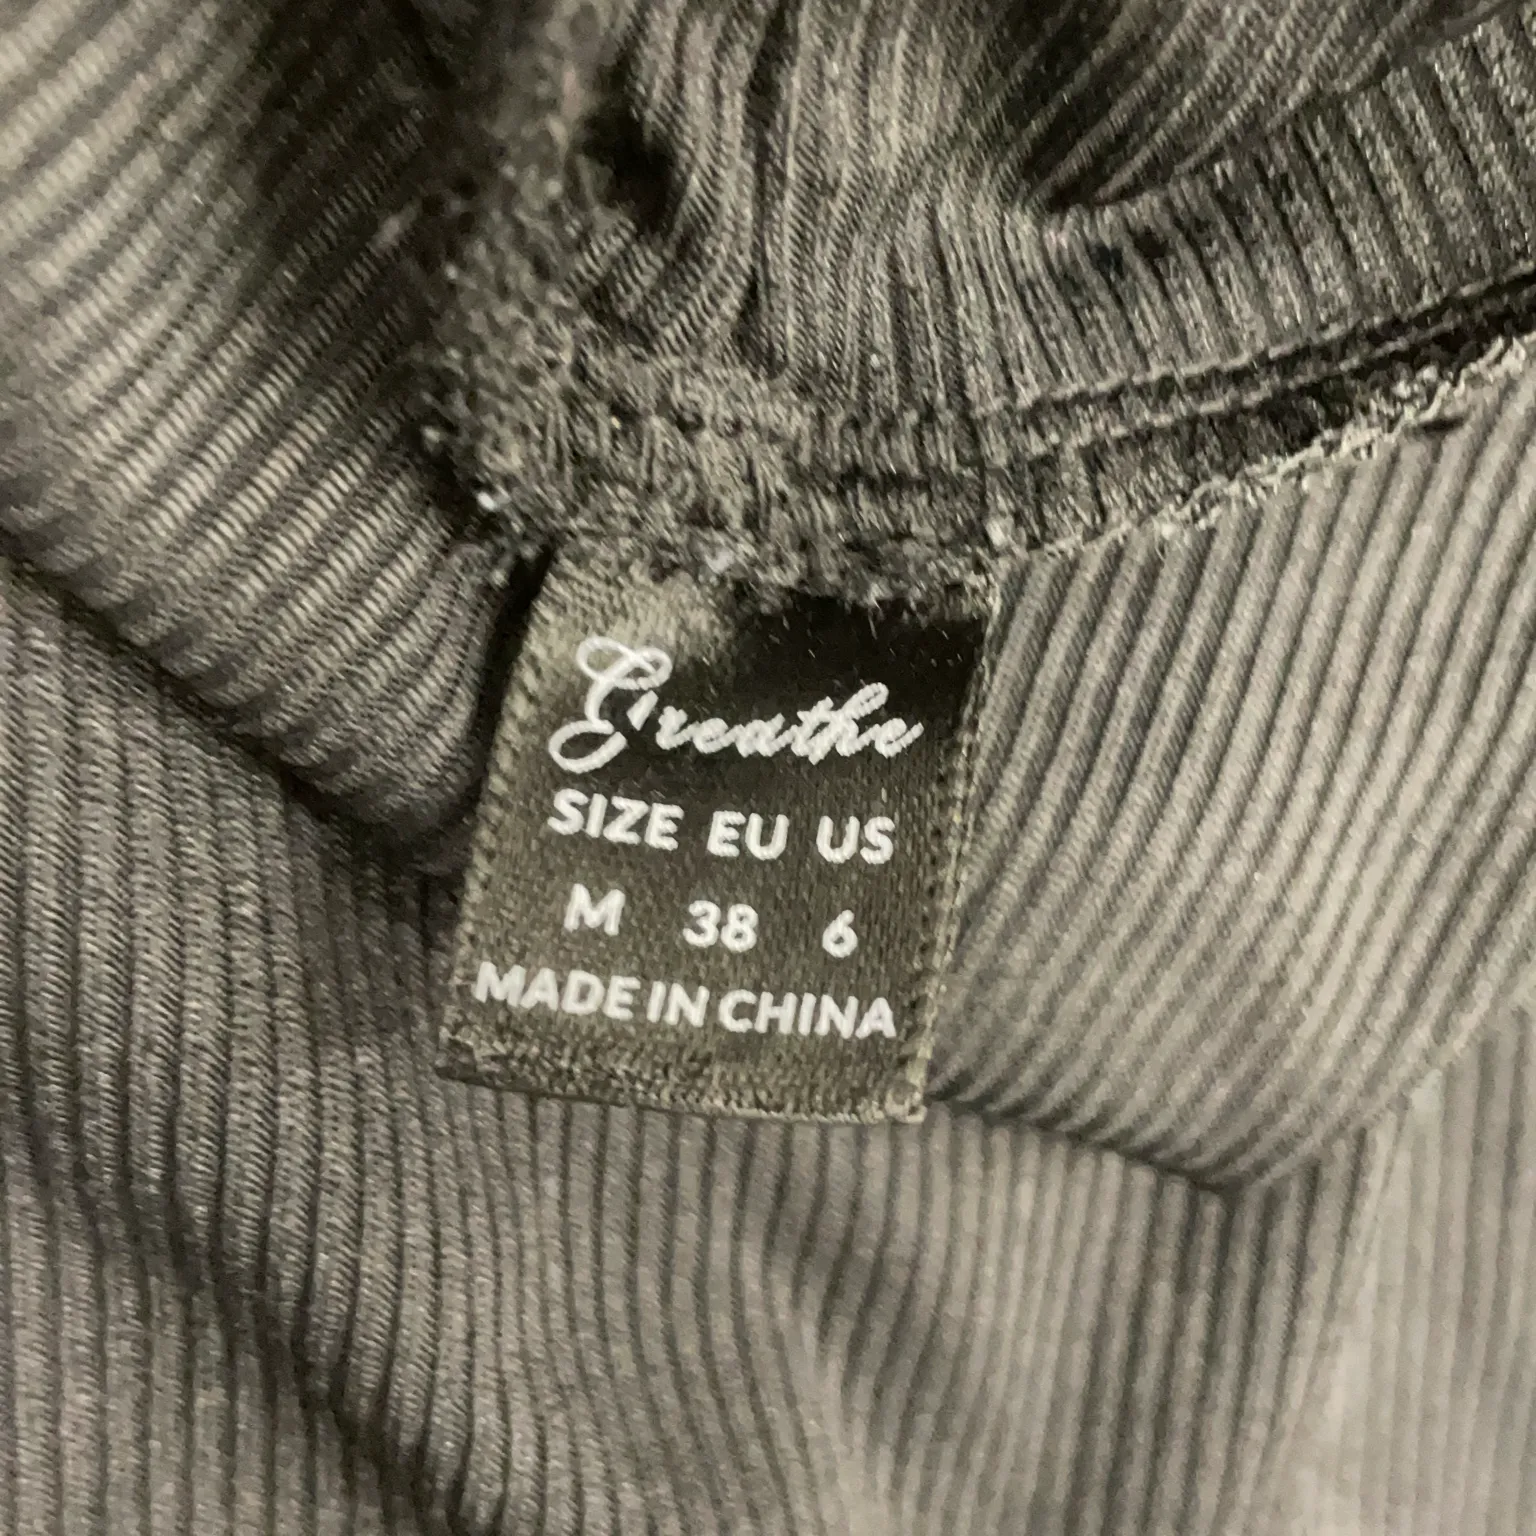 Greathe
SIZE EU US
M 38 6
MADE IN CHINA